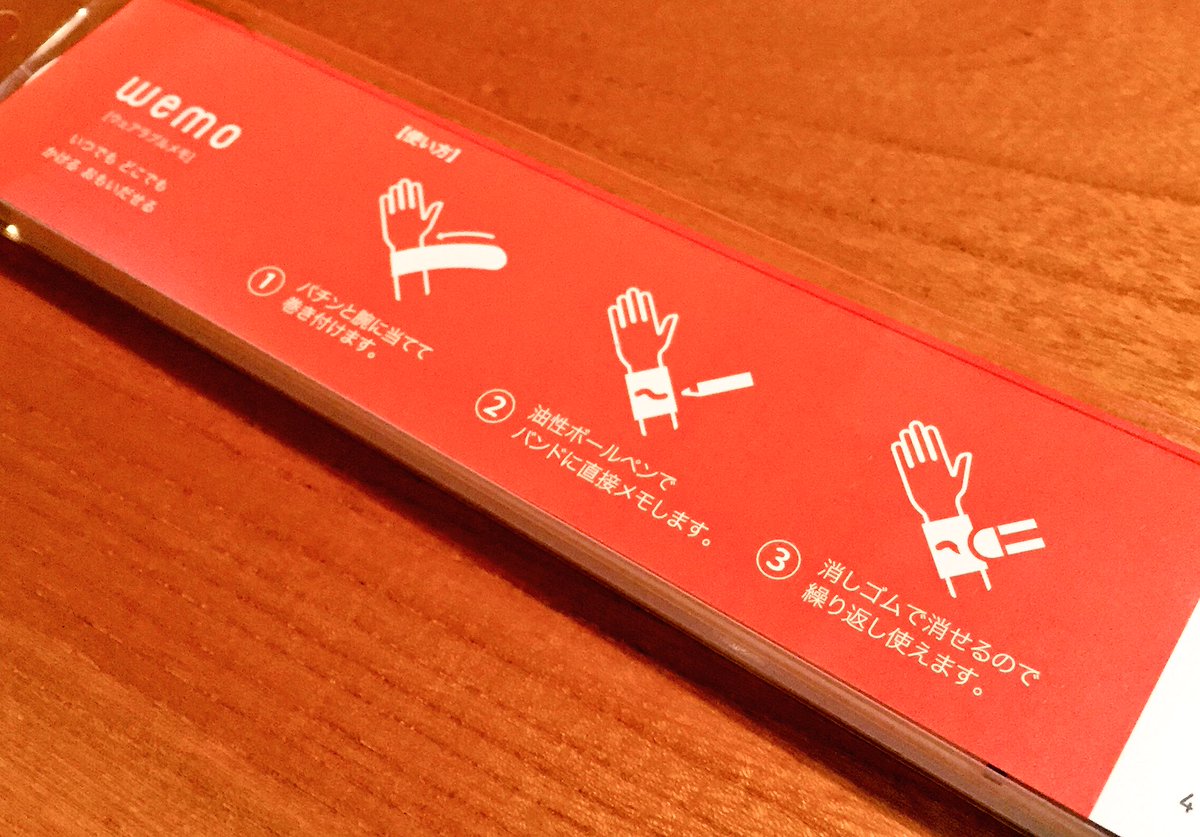 wemo
[ウェアラブルメモ]
いつでも どこでも
かける おもいだせる
【使い方】
① パチンと腕に当てて
巻き付けます。
② 油性ボールペンで
バンドに直接メモします。
③ 消しゴムで消せるので
繰り返し使えます。
4